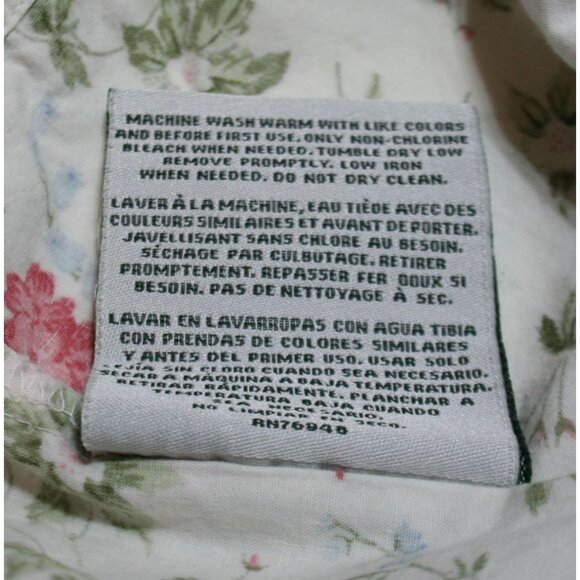 MACHINE WASH WARM WITH LIKE COLORS
AND BEFORE FIRST USE. ONLY NON-CHLORINE
BLEACH WHEN NEEDED. TUMBLE DRY LOW
REMOVE PROMPTLY. LOW IRON
WHEN NEEDED. DO NOT DRY CLEAN.
LAVER À LA MACHINE, EAU TIÈDE AVEC DES
COULEURS SIMILAIRES ET AVANT DE PORTER.
JAVELLISANT SANS CHLORE AU BESOIN.
SÉCHAGE PAR CULBUTAGE. RETIRER
PROMPTEMENT. REPASSER FER DOUX SI
BESOIN. PAS DE NETTOYAGE À SEC.
LAVAR EN LAVARROPAS CON AGUA TIBIA
CON PRENDAS DE COLORES SIMILARES
Y ANTES DEL PRIMER USO. USAR SOLO
LEJÍA SIN CLORO CUANDO SEA NECESARIO.
SECAR A MÁQUINA A BAJA TEMPERATURA.
RETIRAR RÁPIDAMENTE. PLANCHAR A
TEMPERATURA BAJA CUANDO
SEA NECESARIO.
NO LIMPIAR EN SECO.
RN76948